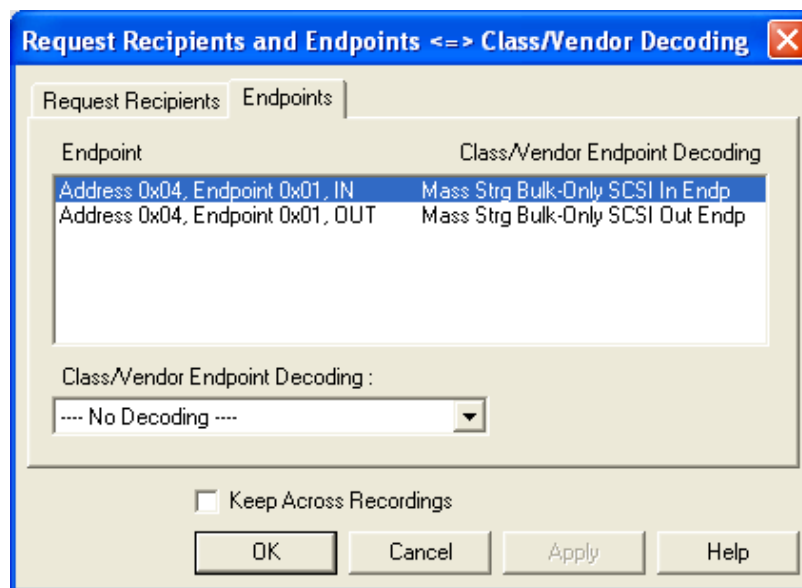 Request Recipients and Endpoints <=> Class/Vendor Decoding
Request Recipients Endpoints
Endpoint Class/Vendor Endpoint Decoding
Address 0x04, Endpoint 0x01, IN Mass Strg Bulk-Only SCSI In Endp
Address 0x04, Endpoint 0x01, OUT Mass Strg Bulk-Only SCSI Out Endp
Class/Vendor Endpoint Decoding :
---- No Decoding ----
Keep Across Recordings
OK Cancel Apply Help